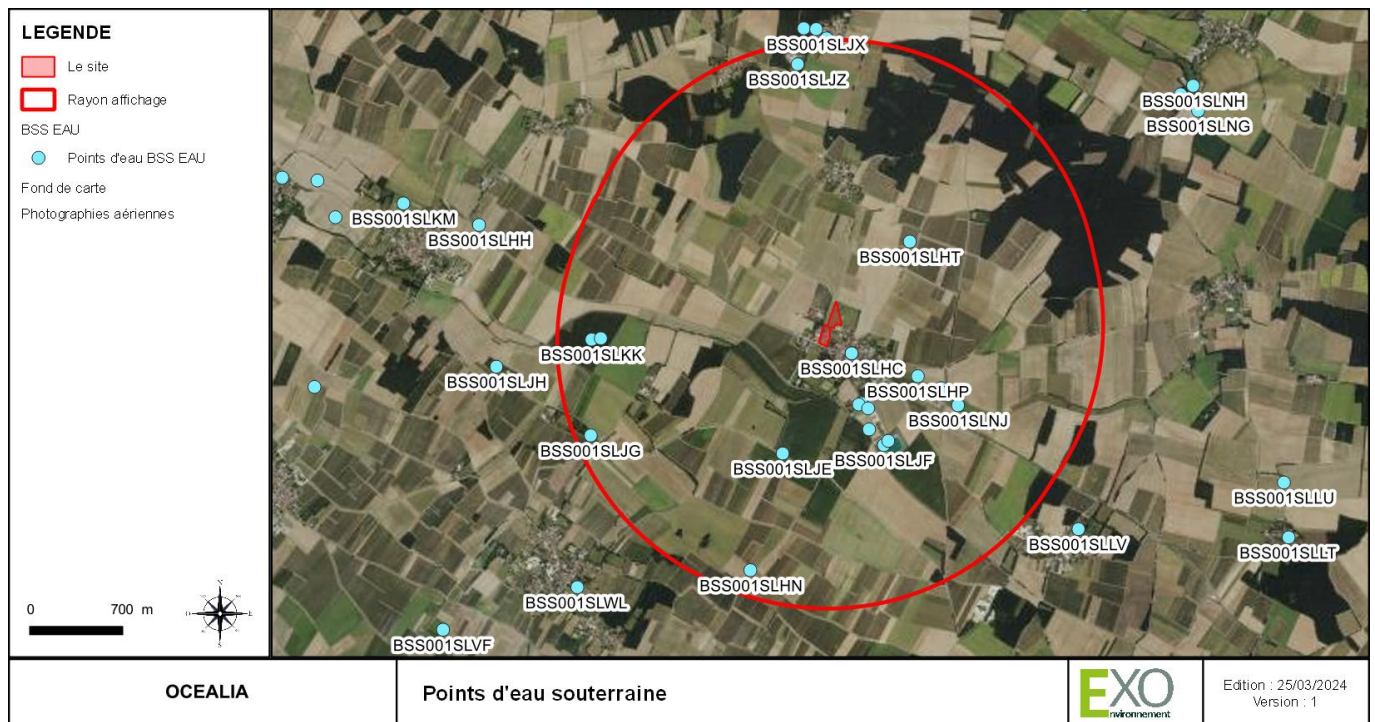 LEGENDE
Le site
Rayon affichage
BSS EAU
Points d'eau BSS EAU
Fond de carte
Photographies aériennes
0 700 m
N
O E
S
BSS001SLJX
BSS001SLJZ
BSS001SLNH
BSS001SLNG
BSS001SLKM
BSS001SLHH
BSS001SLHT
BSS001SLKK
BSS001SLHC
BSS001SLJH
BSS001SLHP
BSS001SLNJ
BSS001SLJG
BSS001SLJE
BSS001SLJF
BSS001SLLU
BSS001SLLV
BSS001SLLT
BSS001SLHN
BSS001SLWL
BSS001SLVF
OCEALIA
Points d'eau souterraine
EXO
nvironnement
Edition : 25/03/2024
Version : 1